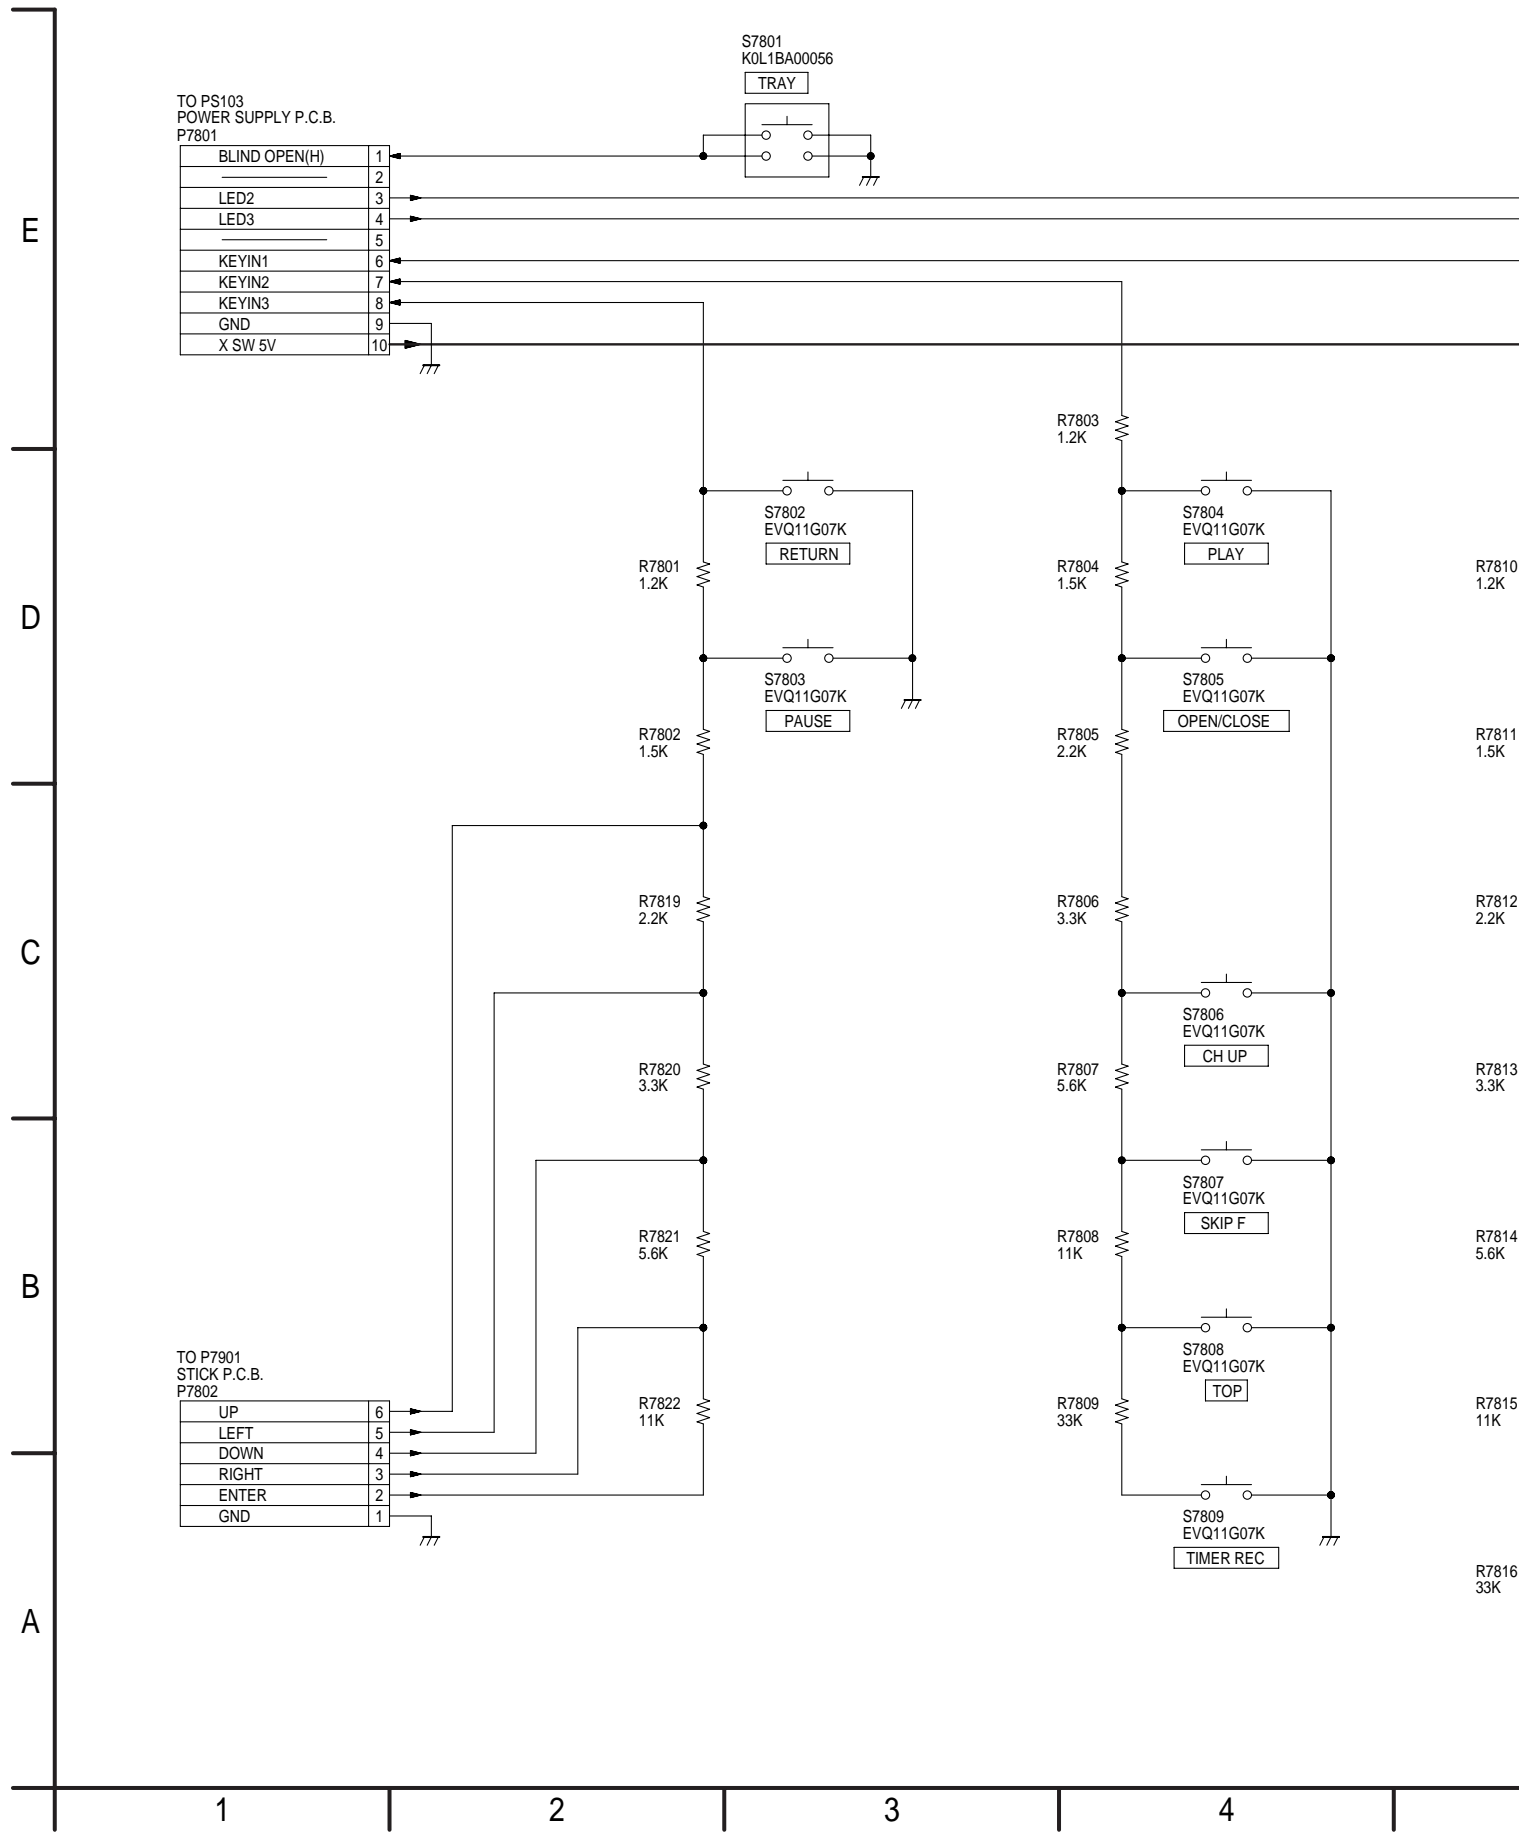 S7801
K0L1BA00056
TRAY
TO PS103
POWER SUPPLY P.C.B.
P7801
BLIND OPEN(H) 1
2
LED2 3
LED3 4
5
KEYIN1 6
KEYIN2 7
KEYIN3 8
GND 9
X SW 5V 10
E
R7803
1.2K
S7802
EVQ11G07K
RETURN
S7804
EVQ11G07K
PLAY
R7801
1.2K
R7804
1.5K
R7810
1.2K
D
S7803
EVQ11G07K
PAUSE
S7805
EVQ11G07K
OPEN/CLOSE
R7802
1.5K
R7805
2.2K
R7811
1.5K
R7819
2.2K
R7806
3.3K
R7812
2.2K
C
S7806
EVQ11G07K
CH UP
R7820
3.3K
R7807
5.6K
R7813
3.3K
S7807
EVQ11G07K
SKIP F
R7821
5.6K
R7808
11K
R7814
5.6K
B
S7808
EVQ11G07K
TOP
TO P7901
STICK P.C.B.
P7802
UP 6
LEFT 5
DOWN 4
RIGHT 3
ENTER 2
GND 1
R7822
11K
R7809
33K
R7815
11K
S7809
EVQ11G07K
TIMER REC
R7816
33K
A
1 2 3 4